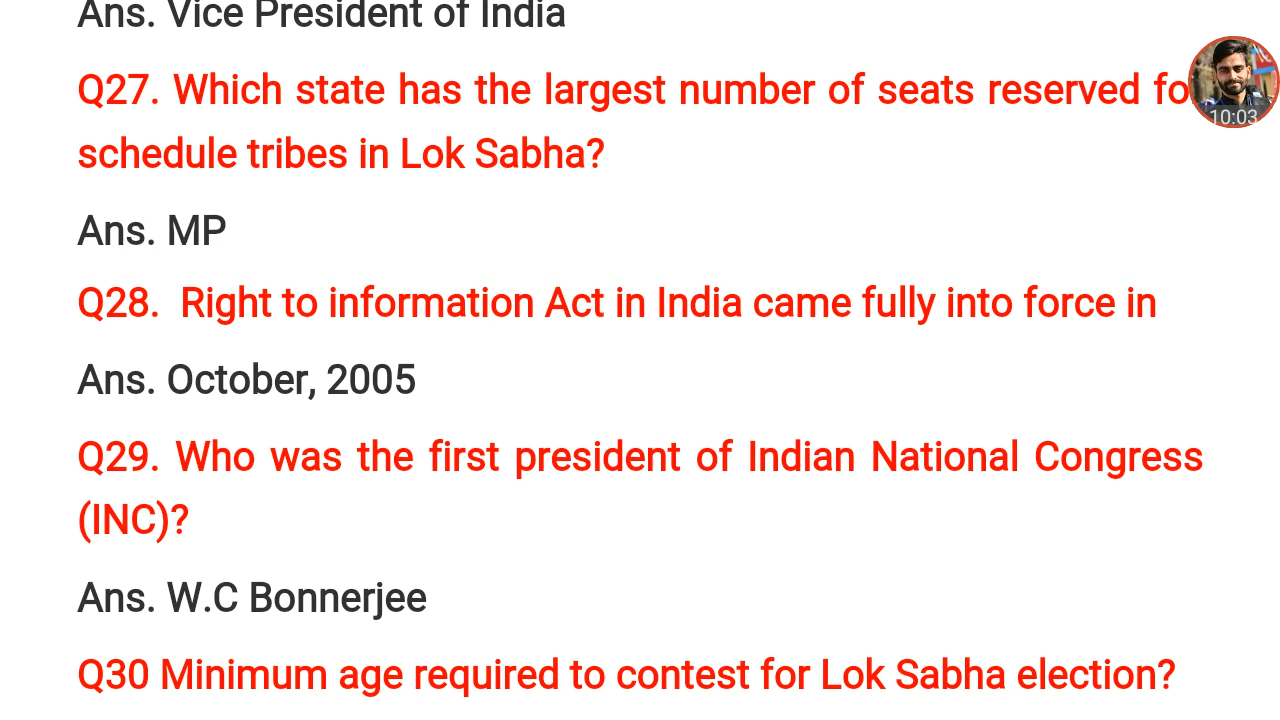 Ans. Vice President of India
Q27. Which state has the largest number of seats reserved fo
schedule tribes in Lok Sabha?
Ans. MP
Q28. Right to information Act in India came fully into force in
Ans. October, 2005
Q29. Who was the first president of Indian National Congress
(INC)?
Ans. W.C Bonnerjee
Q30 Minimum age required to contest for Lok Sabha election?
10:03